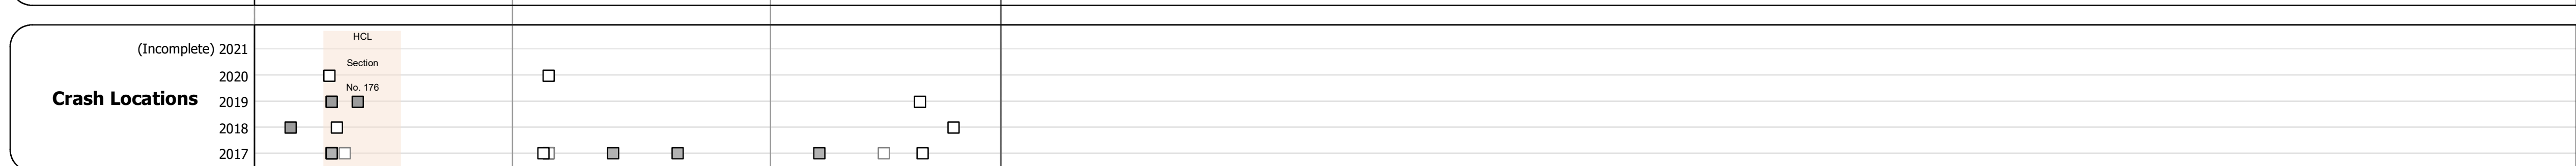 HCL
(Incomplete) 2021
Section
2020
No. 176
Crash Locations
2019
2018
2017